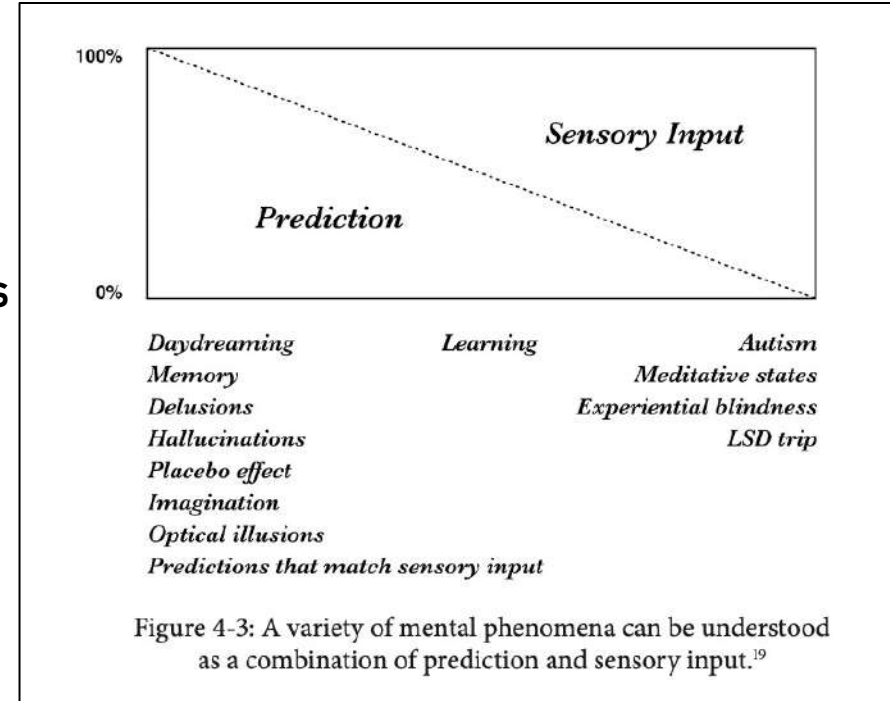 100%
Sensory Input
Prediction
0%
s
Daydreaming Learning Autism
Memory Meditative states
Delusions Experiential blindness
Hallucinations LSD trip
Placebo effect
Imagination
Optical illusions
Predictions that match sensory input
Figure 4-3: A variety of mental phenomena can be understood
as a combination of prediction and sensory input.19